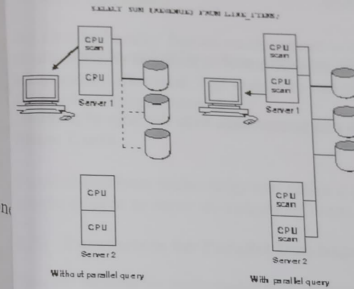 SELECT SUM (REVENUE) FROM LINE_ITEMS;
CPU
scan
CPU
Server 1
CPU
CPU
Server 2
Without parallel query
CPU
scan
CPU
scan
Server 1
CPU
scan
CPU
scan
Server 2
With parallel query